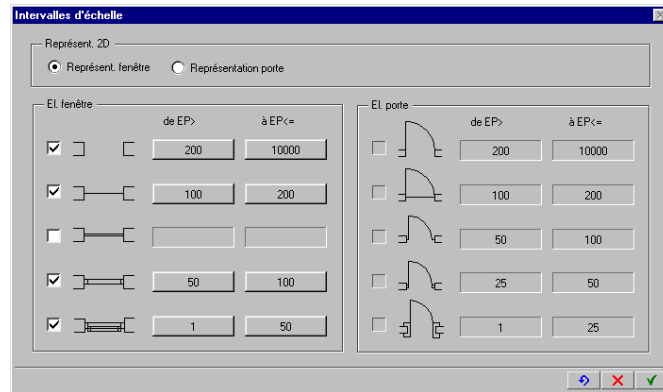 Intervalles d'échelle
Représent. 2D
Représent. fenêtre Représentation porte
El. fenêtre
de EP> à EP<=
200 10000
100 200
50 100
1 50
El. porte
de EP> à EP<=
200 10000
100 200
50 100
25 50
1 25